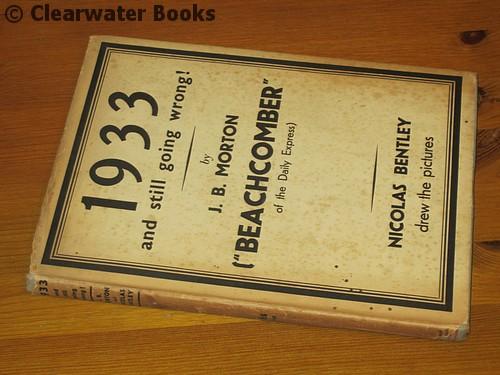 © Clearwater Books
1933
and still going wrong!
by
J. B. MORTON
("BEACHCOMBER"
of the Daily Express)
NICOLAS BENTLEY
drew the pictures